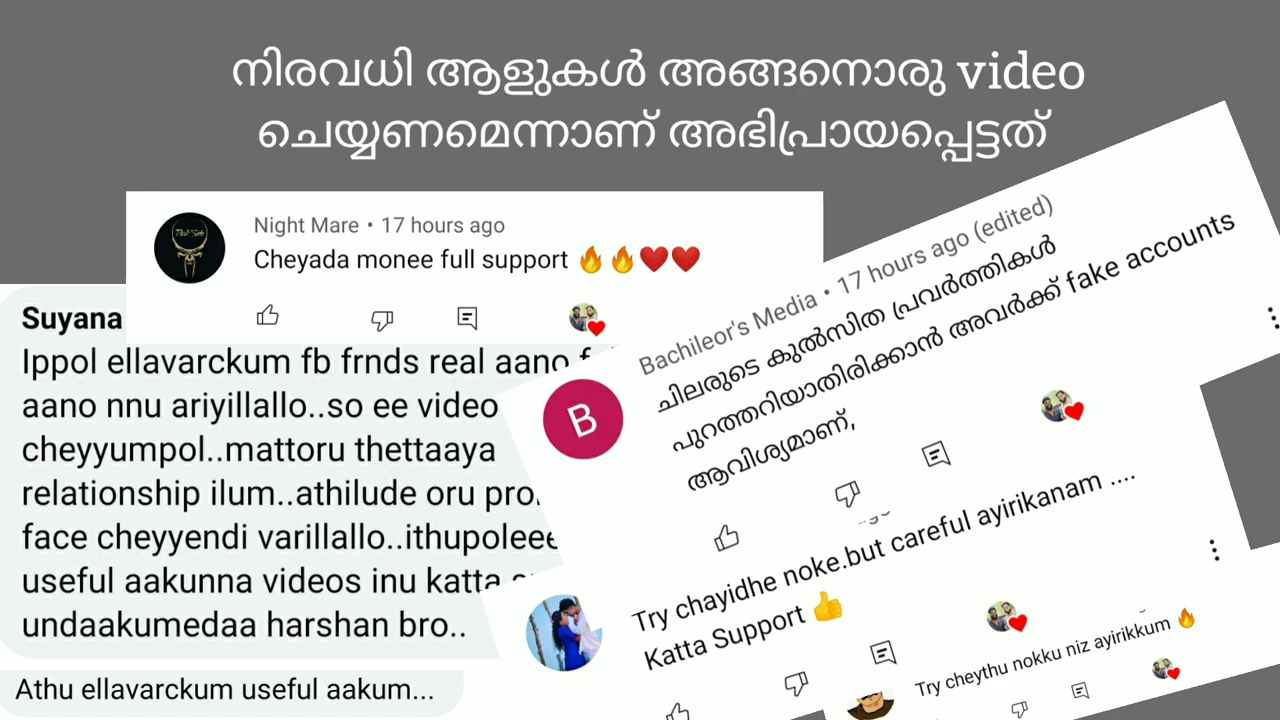 നിരവധി ആളുകൾ അങ്ങനൊരു video
ചെയ്യണമെന്നാണ് അഭിപ്രായപ്പെട്ടത്
Night Mare • 17 hours ago
Cheyada monee full support 🔥🔥❤️❤️
Suyana
Ippol ellavarckum fb frnds real aano
aano nnu ariyillallo..so ee video
cheyyumpol..mattoru thettaaya
relationship ilum..athilude oru
face cheyyendi varillallo..ithupoleee
useful aakunna videos inu katta
undaakumedaa harshan bro..
Athu ellavarckum useful aakum...
Bachileor's Media • 17 hours ago (edited)
ചിലരുടെ കുൽസിത പ്രവർത്തികൾ
പുറത്തറിയാതിരിക്കാൻ അവർക്ക് fake accounts
ആവിശ്യമാണ്,
B
Try chayidhe noke.but careful ayirikanam ....
Katta Support 👍
Try cheythu nokku niz ayirikkum 🔥